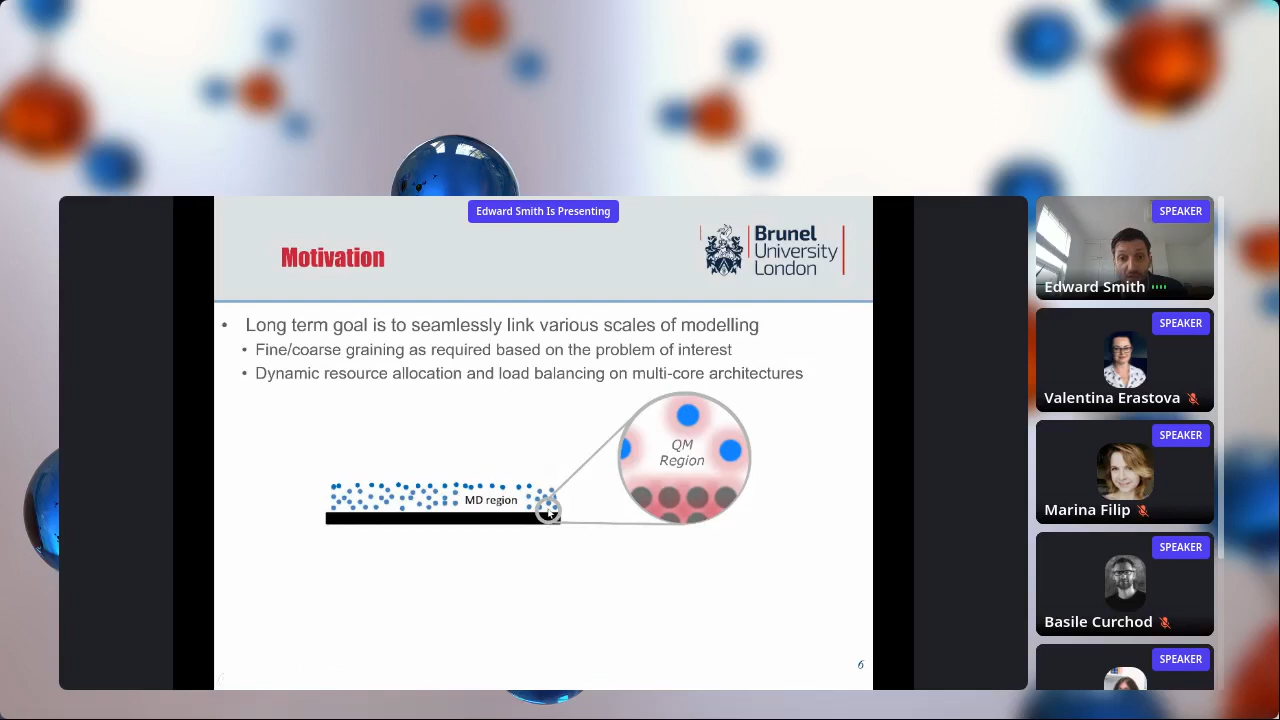 Edward Smith Is Presenting
Motivation
Brunel
University
London
• Long term goal is to seamlessly link various scales of modelling
• Fine/coarse graining as required based on the problem of interest
• Dynamic resource allocation and load balancing on multi-core architectures
QM
Region
MD region
6
SPEAKER
Edward Smith
SPEAKER
Valentina Erastova
SPEAKER
Marina Filip
SPEAKER
Basile Curchod
SPEAKER